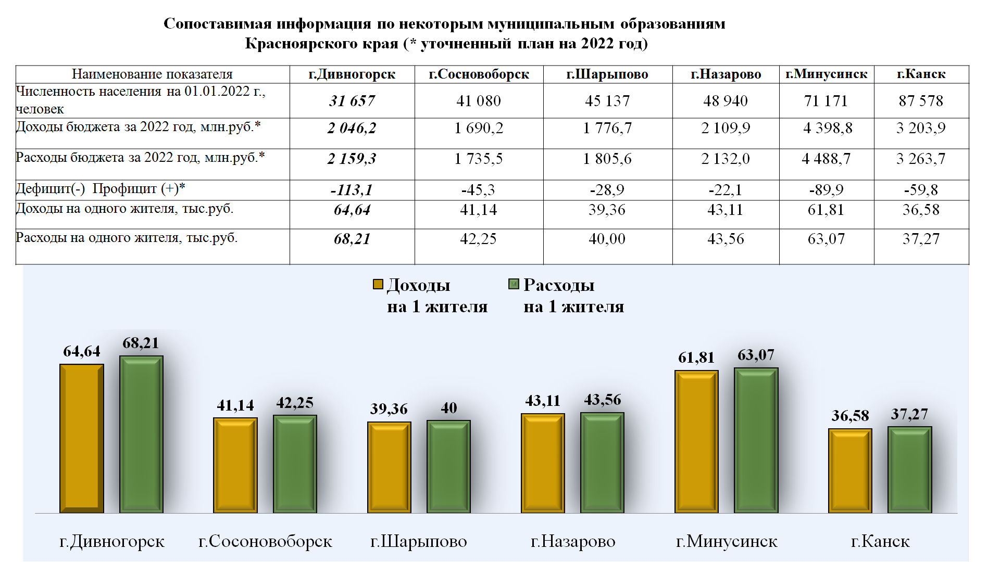 Сопоставимая информация по некоторым муниципальным образованиям
Красноярского края (* уточненный план на 2022 год)
Наименование показателя г.Дивногорск г.Сосновоборск г.Шарыпово г.Назарово г.Минусинск г.Канск
Численность населения на 01.01.2022 г.,
человек 31 657 41 080 45 137 48 940 71 171 87 578
Доходы бюджета за 2022 год, млн.руб.* 2 046,2 1 690,2 1 776,7 2 109,9 4 398,8 3 203,9
Расходы бюджета за 2022 год, млн.руб.* 2 159,3 1 735,5 1 805,6 2 132,0 4 488,7 3 263,7
Дефицит(-) Профицит (+)* -113,1 -45,3 -28,9 -22,1 -89,9 -59,8
Доходы на одного жителя, тыс.руб. 64,64 41,14 39,36 43,11 61,81 36,58
Расходы на одного жителя, тыс.руб. 68,21 42,25 40,00 43,56 63,07 37,27
Доходы
на 1 жителя
Расходы
на 1 жителя
64,64 68,21 41,14 42,25 39,36 40 43,11 43,56 61,81 63,07 36,58 37,27
г.Дивногорск г.Сосоновоборск г.Шарыпово г.Назарово г.Минусинск г.Канск